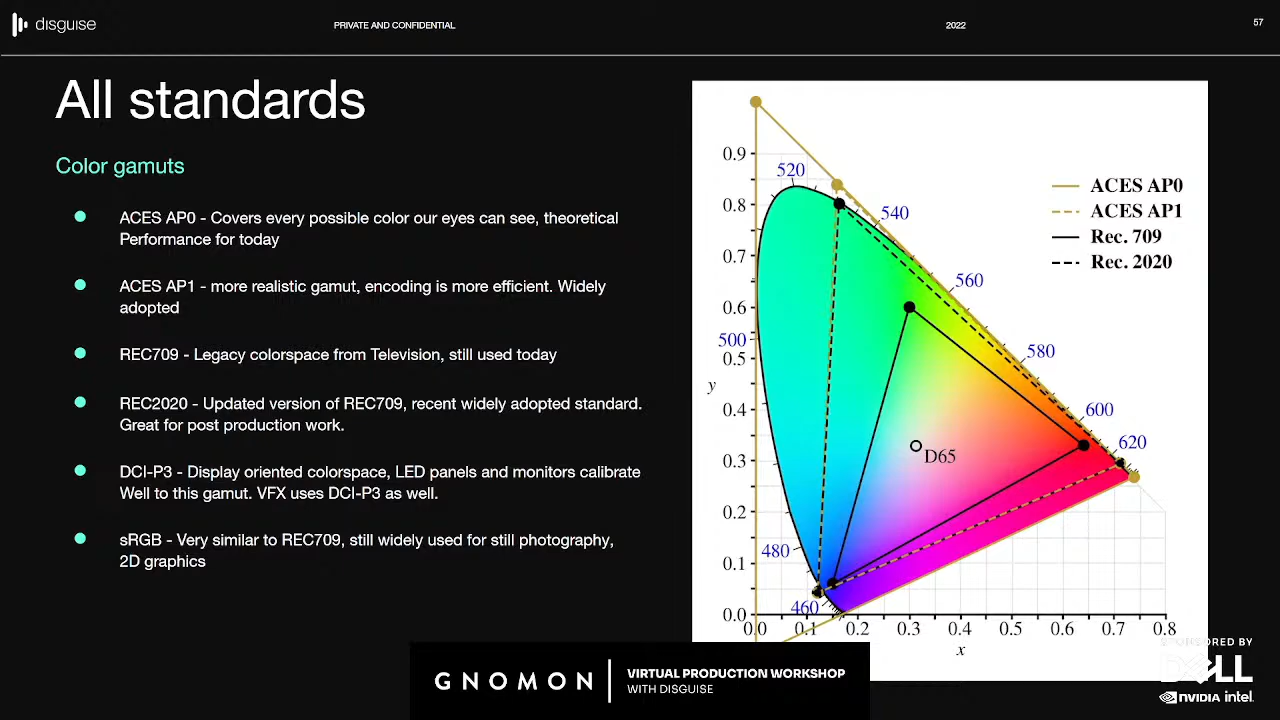 disguise
PRIVATE AND CONFIDENTIAL
2022
57
All standards
Color gamuts
ACES AP0 - Covers every possible color our eyes can see, theoretical
Performance for today
ACES AP1 - more realistic gamut, encoding is more efficient. Widely
adopted
REC709 - Legacy colorspace from Television, still used today
REC2020 - Updated version of REC709, recent widely adopted standard.
Great for post production work.
DCI-P3 - Display oriented colorspace, LED panels and monitors calibrate
Well to this gamut. VFX uses DCI-P3 as well.
sRGB - Very similar to REC709, still widely used for still photography,
2D graphics
ACES AP0
ACES AP1
Rec. 709
Rec. 2020
0.9
0.8
0.7
0.6
0.5
0.4
0.3
0.2
0.1
0.0
y
520
540
560
500
580
600
620
D65
480
460
0.0 0.1 0.2 0.3 0.4 0.5 0.6 0.7 0.8
x
GNOMON
VIRTUAL PRODUCTION WORKSHOP
WITH DISGUISE
SPONSORED BY
DELL
NVIDIA intel.